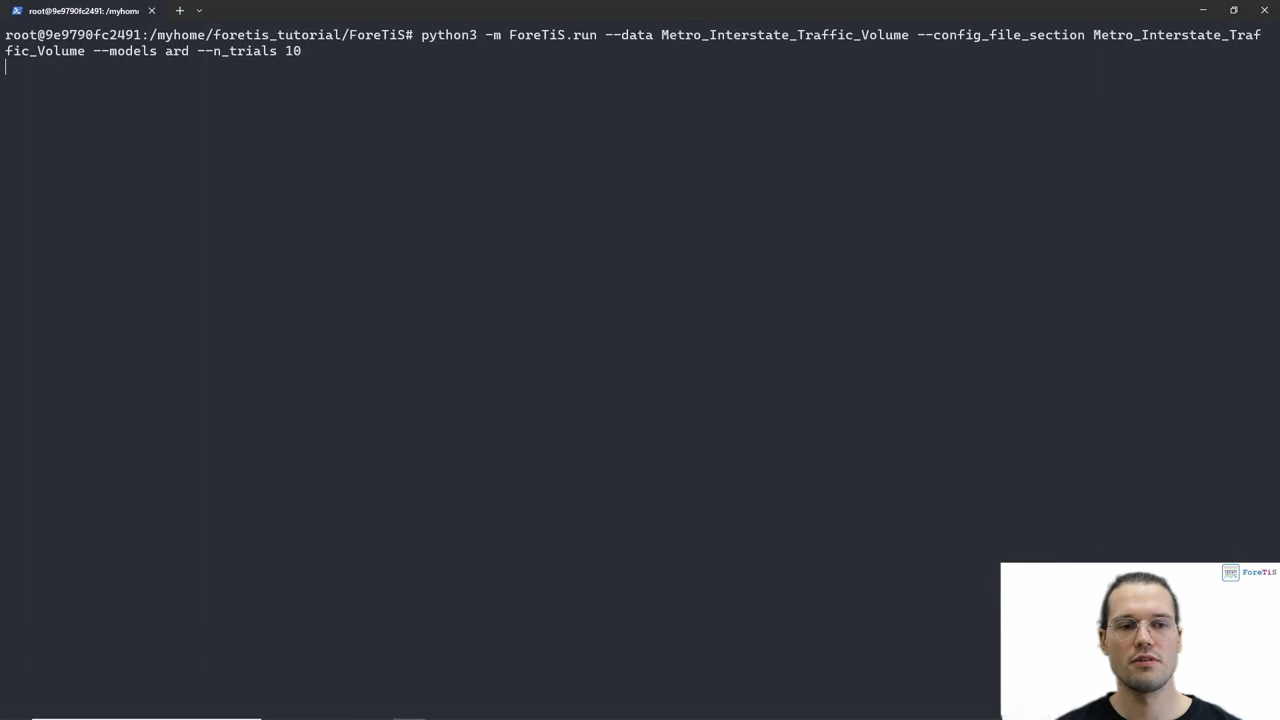 root@9e9790fc2491: /myhom
root@9e9790fc2491:/myhome/foretis_tutorial/ForeTiS# python3 -m ForeTiS.run --data Metro_Interstate_Traffic_Volume --config_file_section Metro_Interstate_Traf
fic_Volume --models ard --n_trials 10
ForeTiS